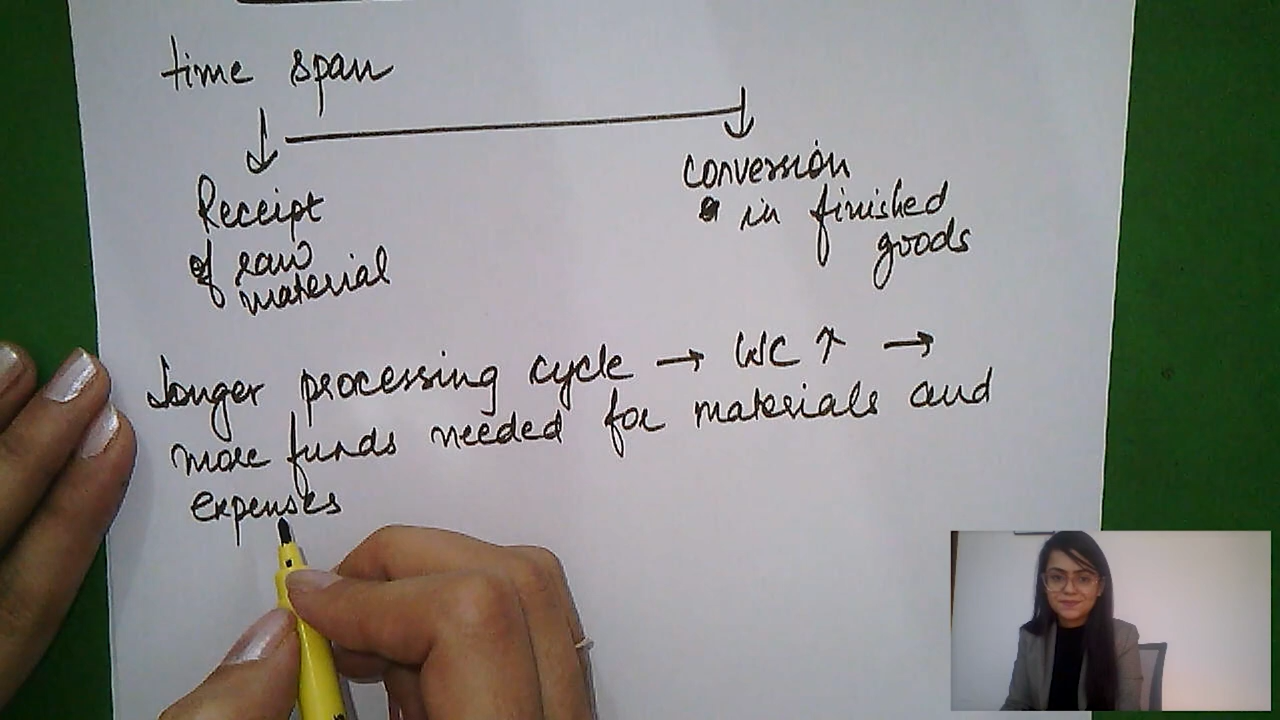 time span
↓ ↓
Receipt
of raw
material
conversion
in finished
goods
Longer processing cycle → WC ↑ →
more funds needed for materials and
expenses